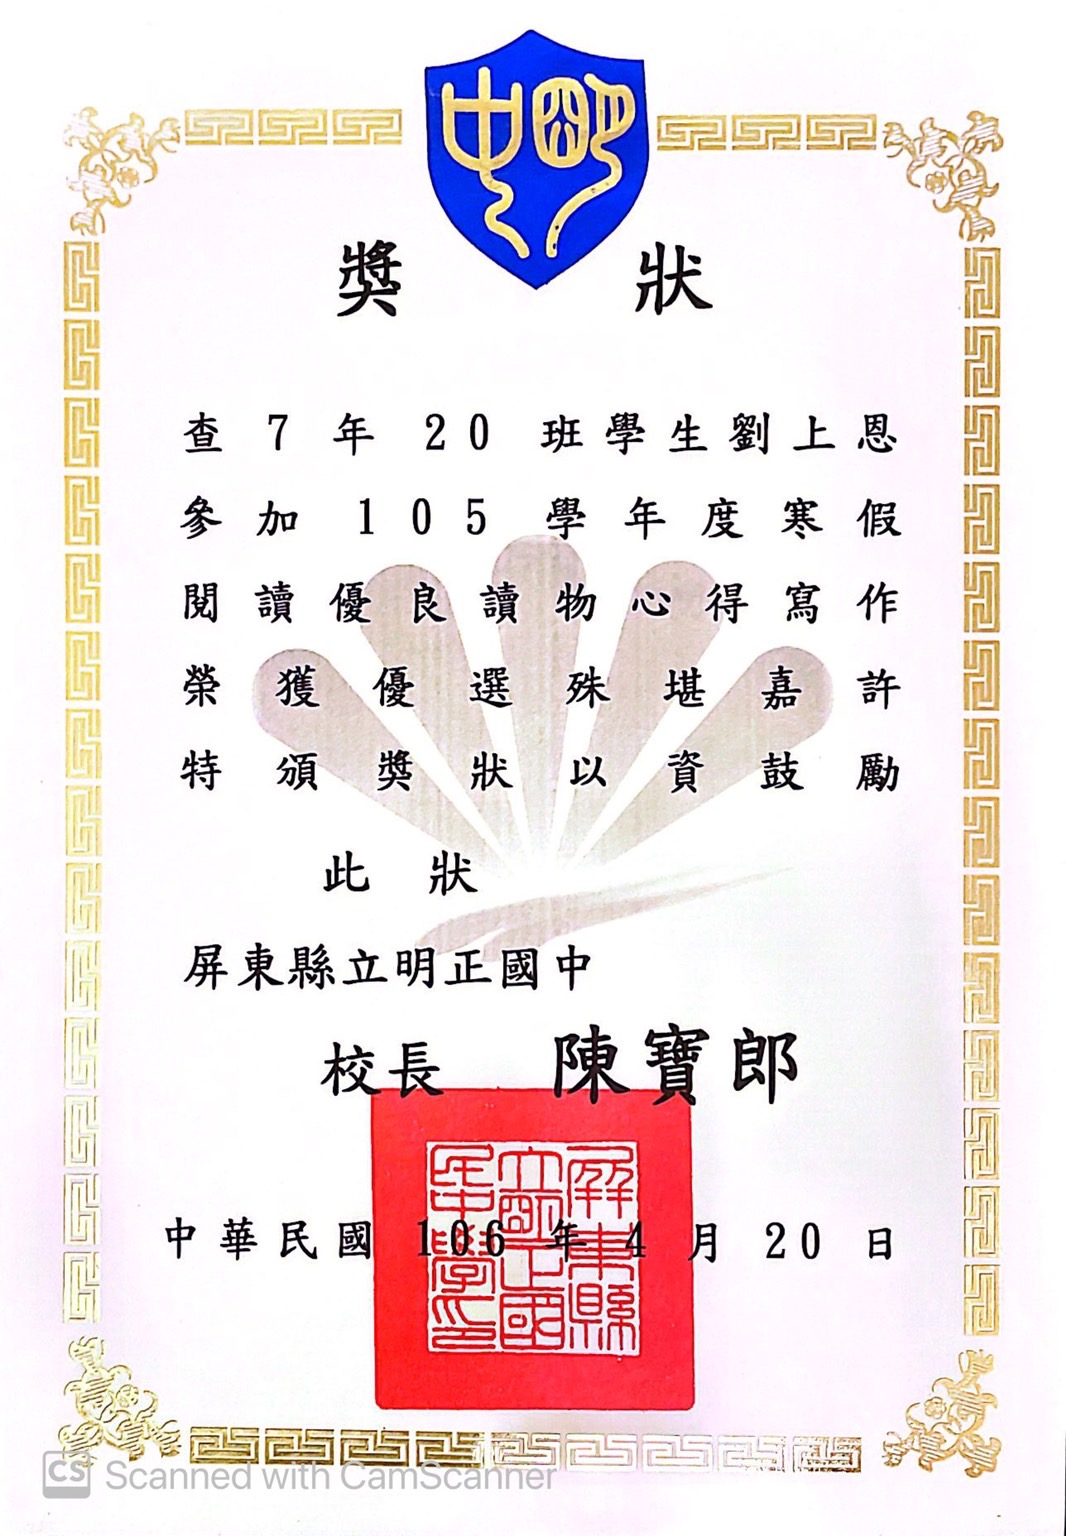 中明
獎 狀
查 7 年 20 班學生劉上恩
參加 105 學年度寒假
閱讀優良讀物心得寫作
榮獲優選殊堪嘉許
特頒獎狀以資鼓勵
此 狀
屏東縣立明正國中
校長 陳寶郎
屏東縣立明正國民中學印
中華民國 106 年 4 月 20 日
CS Scanned with CamScanner